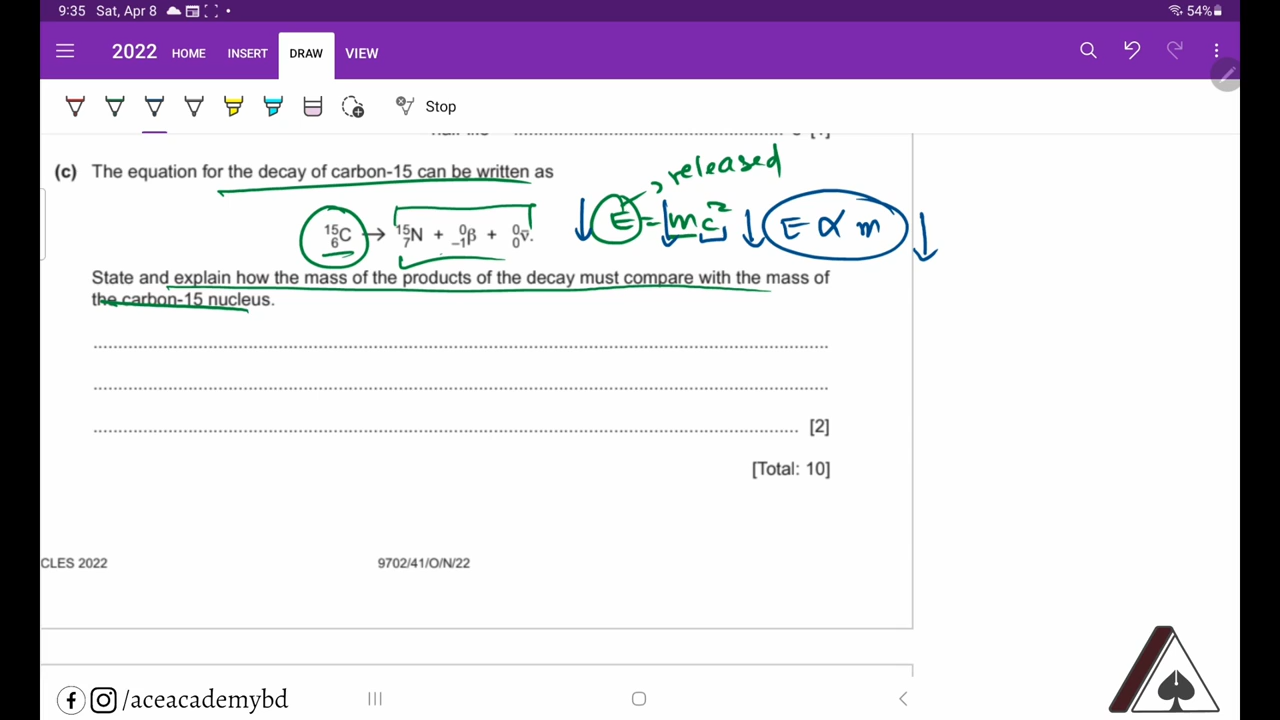 9:35 Sat, Apr 8 54%
2022 HOME INSERT DRAW VIEW
Stop
(c) The equation for the decay of carbon-15 can be written as
released
¹⁵₆C → ¹⁵₇N + ⁰₋₁β + ⁰₀ν̅.
E = mc² E ∝ m
State and explain how the mass of the products of the decay must compare with the mass of
the carbon-15 nucleus.
[2]
[Total: 10]
CLES 2022 9702/41/O/N/22
/aceacademybd